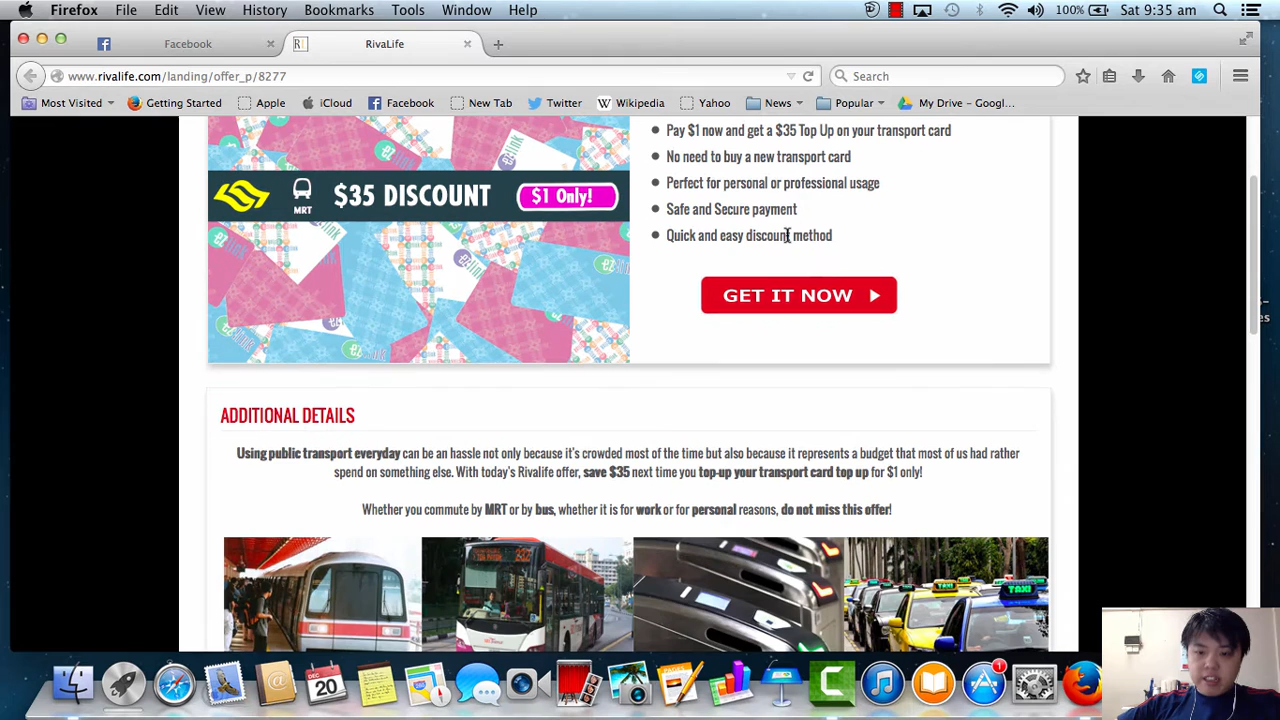 Firefox File Edit View History Bookmarks Tools Window Help 100% Sat 9:35 am
Facebook RivaLife
www.rivalife.com/landing/offer_p/8277 Search
Most Visited Getting Started Apple iCloud Facebook New Tab Twitter Wikipedia Yahoo News Popular My Drive - Googl...
Pay $1 now and get a $35 Top Up on your transport card
No need to buy a new transport card
Perfect for personal or professional usage
Safe and Secure payment
Quick and easy discount method
MRT $35 DISCOUNT $1 Only!
GET IT NOW
ADDITIONAL DETAILS
Using public transport everyday can be an hassle not only because it's crowded most of the time but also because it represents a budget that most of us had rather
spend on something else. With today's Rivalife offer, save $35 next time you top-up your transport card top up for $1 only!
Whether you commute by MRT or by bus, whether it is for work or for personal reasons, do not miss this offer!
TAXI
DEC
20
1